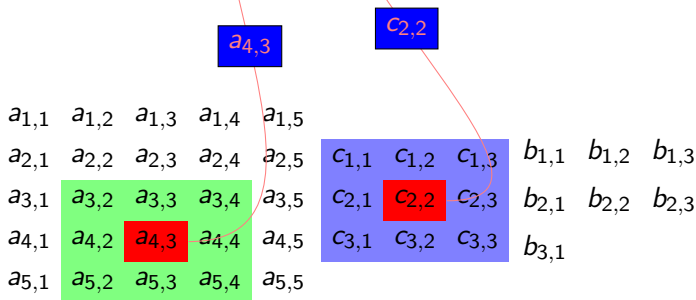 a4,3
c2,2
a1,1 a1,2 a1,3 a1,4 a1,5
a2,1 a2,2 a2,3 a2,4 a2,5
a3,1 a3,2 a3,3 a3,4 a3,5
a4,1 a4,2 a4,3 a4,4 a4,5
a5,1 a5,2 a5,3 a5,4 a5,5
c1,1 c1,2 c1,3
c2,1 c2,2 c2,3
c3,1 c3,2 c3,3
b1,1 b1,2 b1,3
b2,1 b2,2 b2,3
b3,1